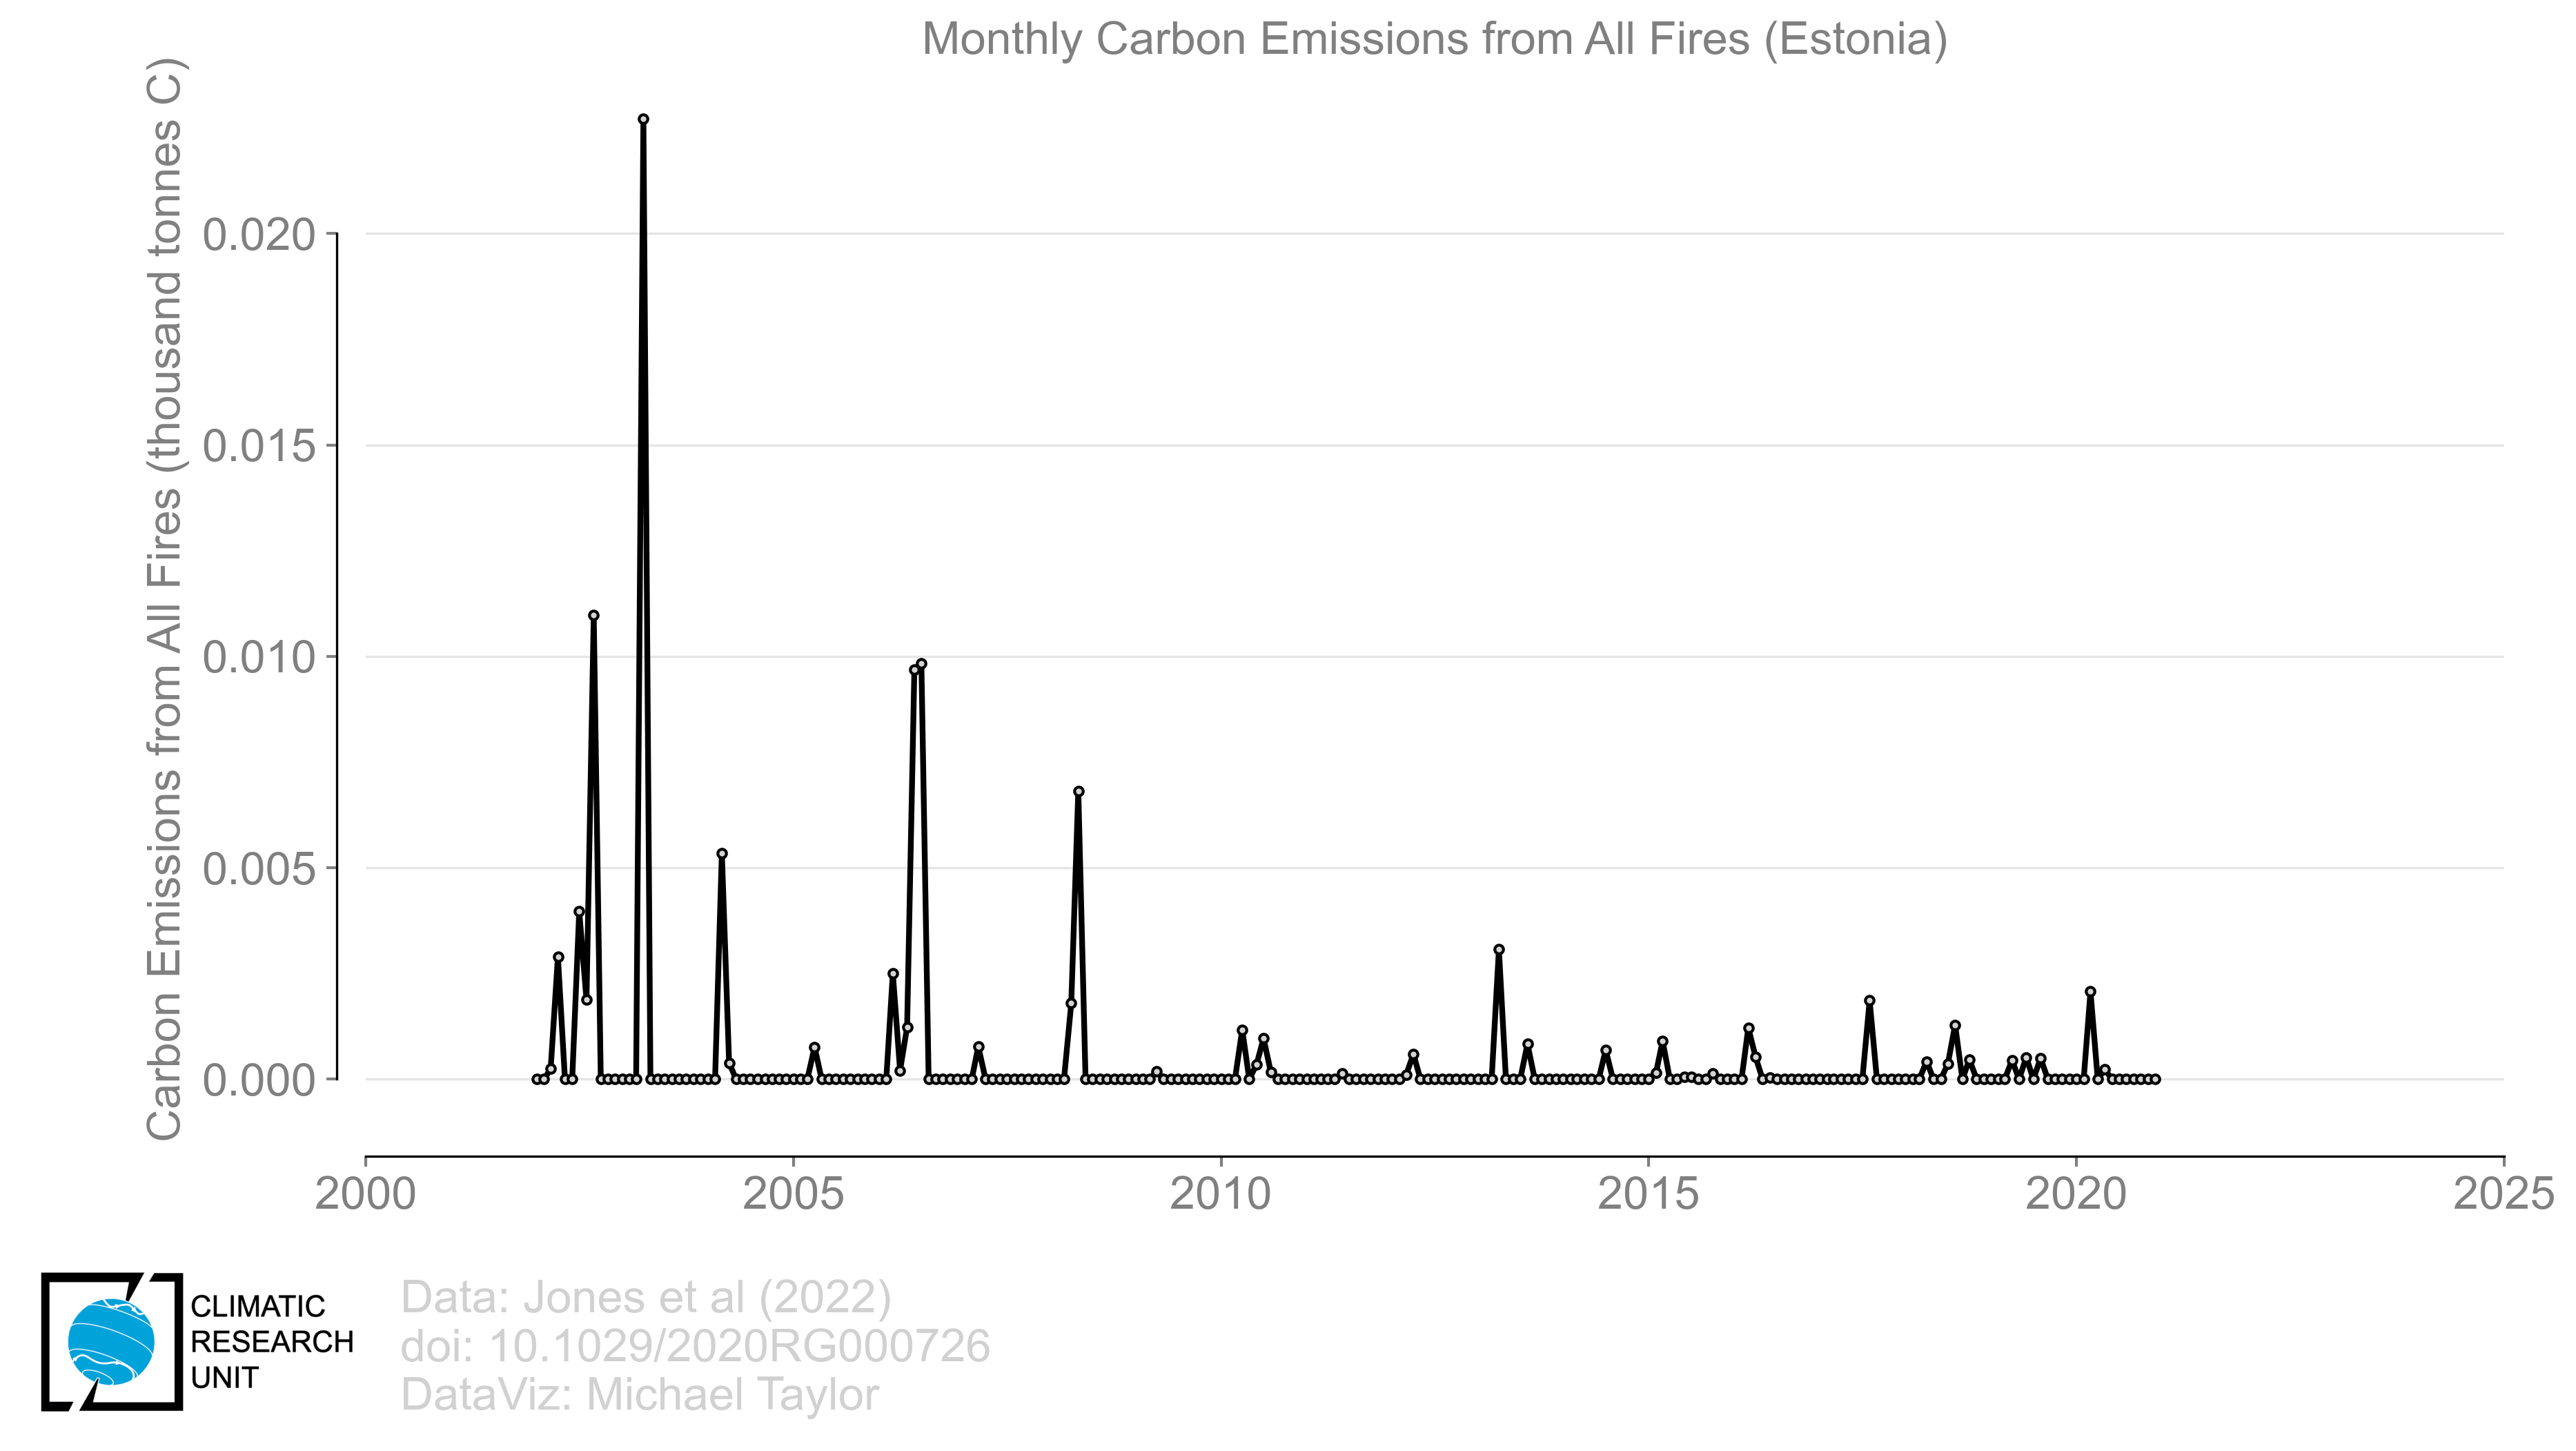 Monthly Carbon Emissions from All Fires (Estonia)
Carbon Emissions from All Fires (thousand tonnes C)
0.020
0.015
0.010
0.005
0.000
2000 2005 2010 2015 2020 2025
CLIMATIC
RESEARCH
UNIT
Data: Jones et al (2022)
doi: 10.1029/2020RG000726
DataViz: Michael Taylor